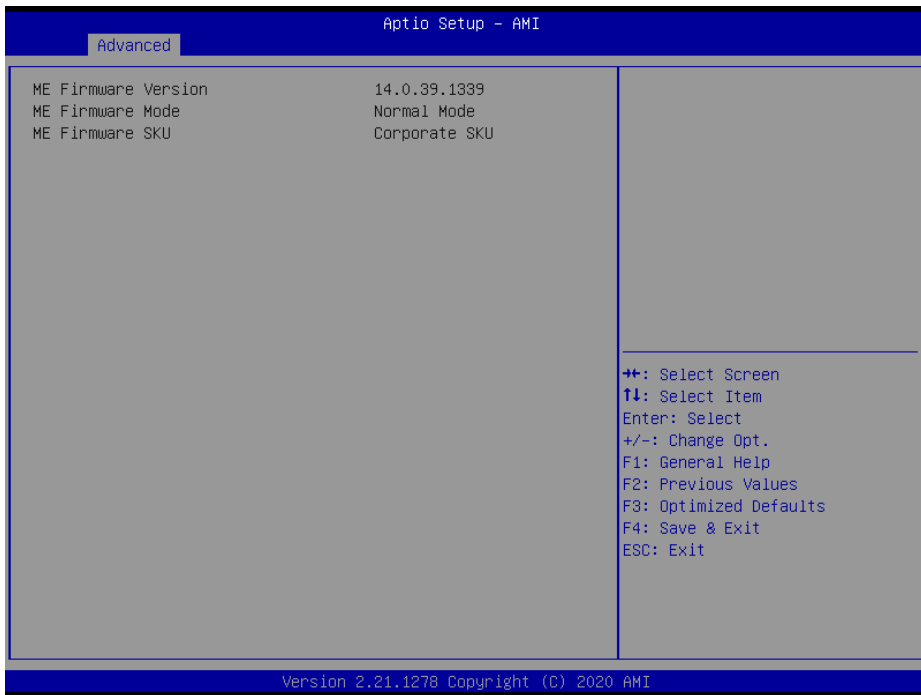 Aptio Setup – AMI
Advanced
ME Firmware Version 14.0.39.1339
ME Firmware Mode Normal Mode
ME Firmware SKU Corporate SKU
→←: Select Screen
↑↓: Select Item
Enter: Select
+/-: Change Opt.
F1: General Help
F2: Previous Values
F3: Optimized Defaults
F4: Save & Exit
ESC: Exit
Version 2.21.1278 Copyright (C) 2020 AMI